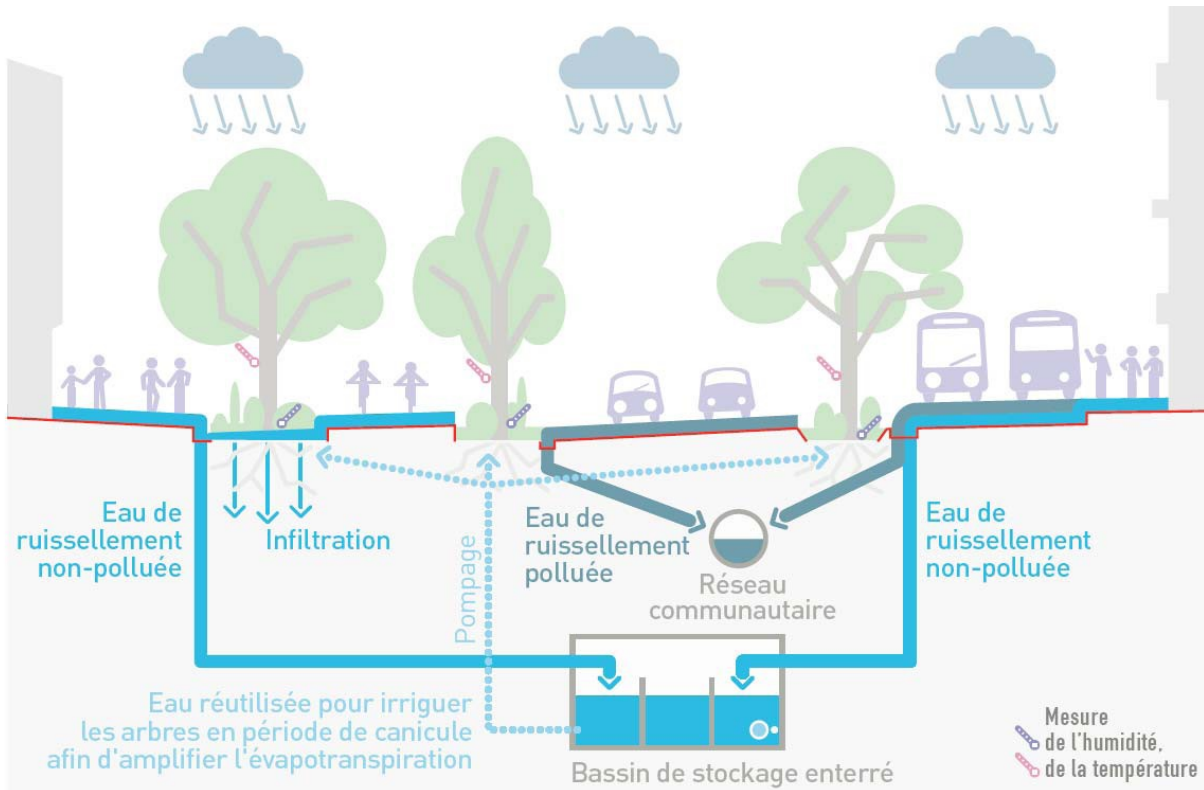 Eau de
ruissellement
non-polluée
Infiltration
Pompage
Eau de
ruissellement
polluée
Réseau
communautaire
Eau de
ruissellement
non-polluée
Eau réutilisée pour irriguer
les arbres en période de canicule
afin d'amplifier l'évapotranspiration
Bassin de stockage enterré
Mesure
de l'humidité,
de la température